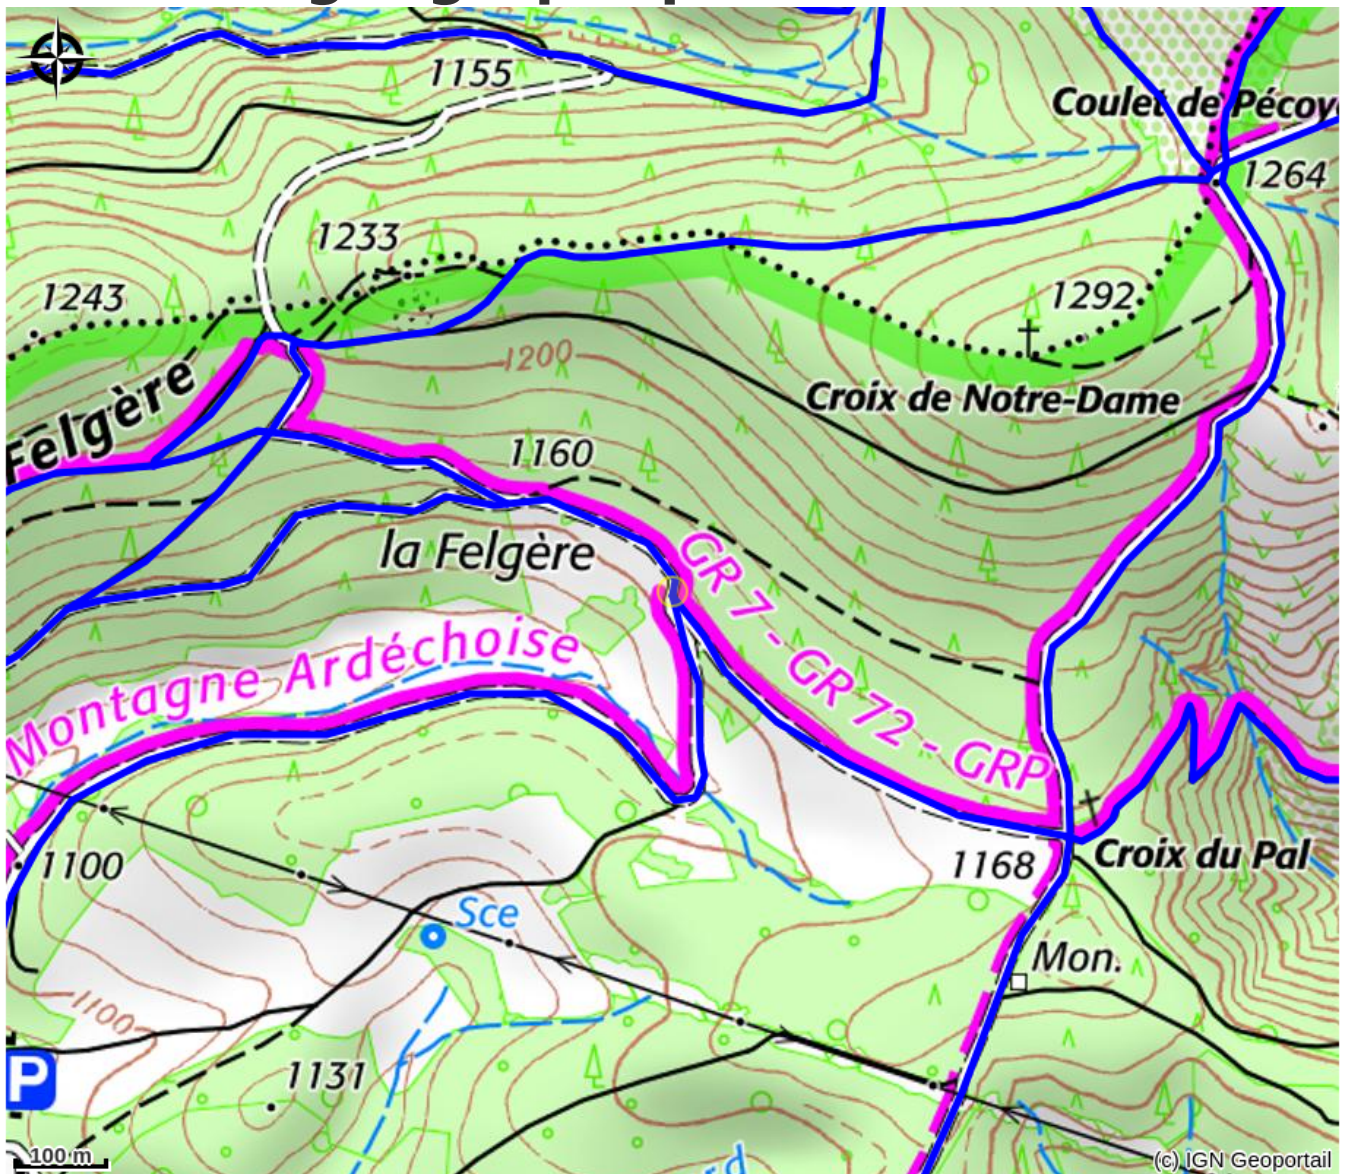 1155
Coulet de Pécoy
1264
1233
1243
1292
1200
Felgère
Croix de Notre-Dame
1160
la Felgère
GR 7 - GR 72 - GRP
Montagne Ardéchoise
1100
1168
Croix du Pal
Sce
Mon.
1100
1131
P
100 m
(c) IGN Geoportail